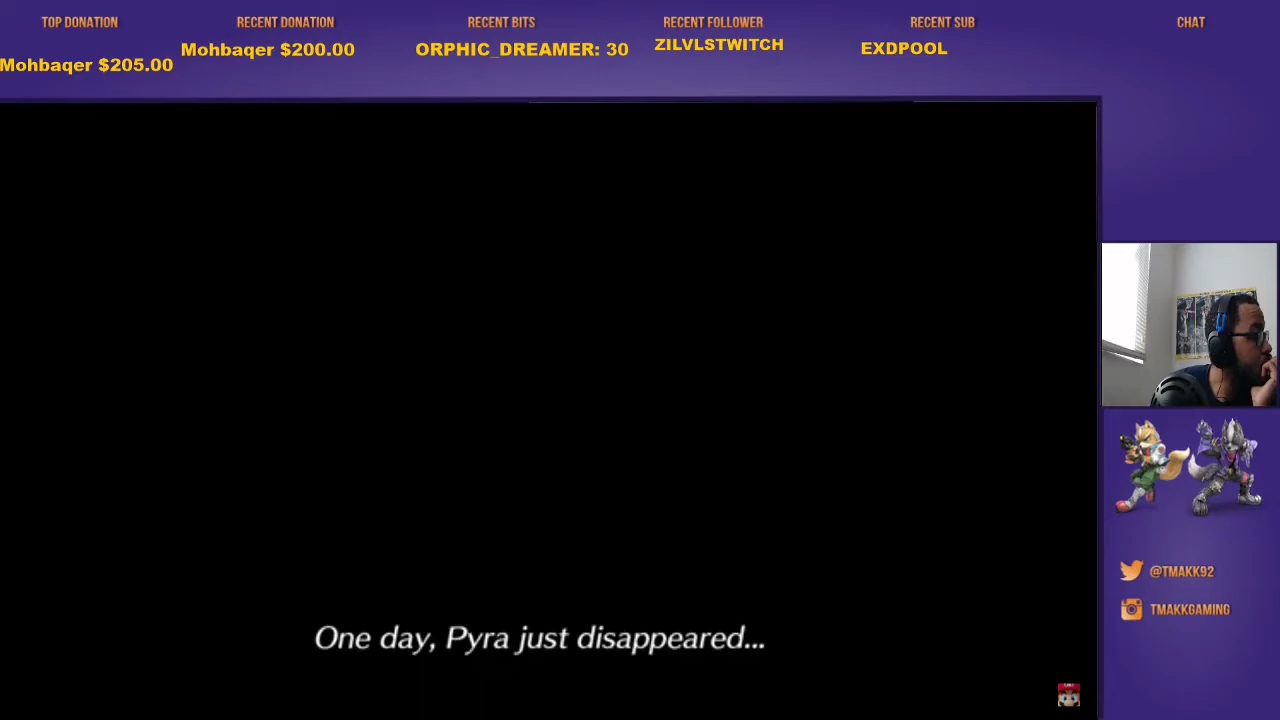 TOP DONATION
RECENT DONATION
RECENT BITS
RECENT FOLLOWER
RECENT SUB
CHAT
Mohbaqer $205.00
Mohbaqer $200.00
ORPHIC_DREAMER: 30
ZILVLSTWITCH
EXDPOOL
@TMAKK92
TMAKKGAMING
One day, Pyra just disappeared...